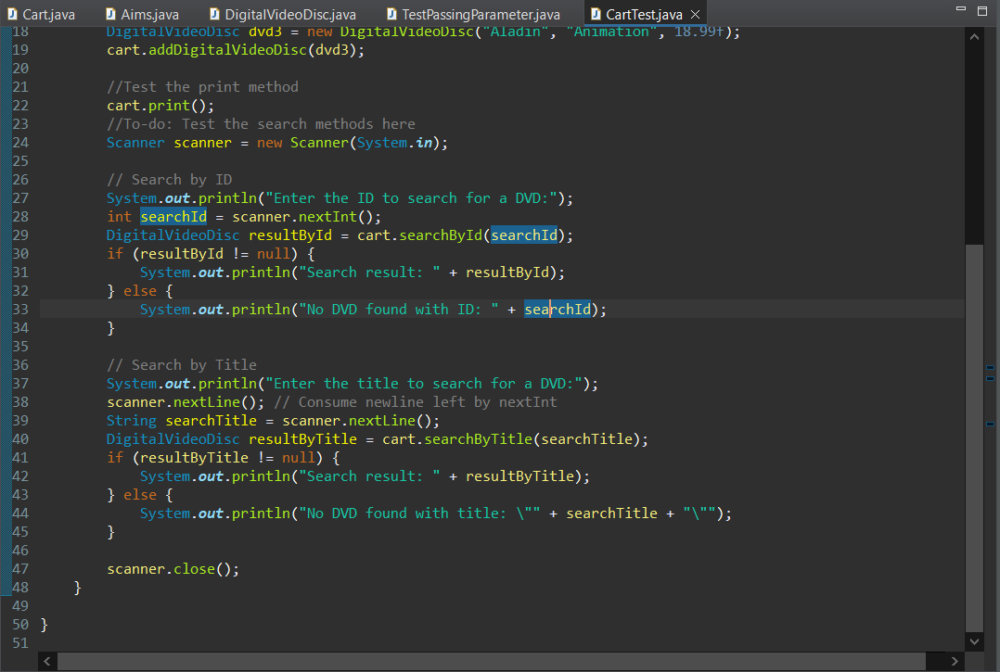 Cart.java Aims.java DigitalVideoDisc.java TestPassingParameter.java CartTest.java
18 DigitalVideoDisc dvd3 = new DigitalVideoDisc("Aladin", "Animation", 18.99f);
19 cart.addDigitalVideoDisc(dvd3);
20
21 //Test the print method
22 cart.print();
23 //To-do: Test the search methods here
24 Scanner scanner = new Scanner(System.in);
25
26 // Search by ID
27 System.out.println("Enter the ID to search for a DVD:");
28 int searchId = scanner.nextInt();
29 DigitalVideoDisc resultById = cart.searchById(searchId);
30 if (resultById != null) {
31 System.out.println("Search result: " + resultById);
32 } else {
33 System.out.println("No DVD found with ID: " + searchId);
34 }
35
36 // Search by Title
37 System.out.println("Enter the title to search for a DVD:");
38 scanner.nextLine(); // Consume newline left by nextInt
39 String searchTitle = scanner.nextLine();
40 DigitalVideoDisc resultByTitle = cart.searchByTitle(searchTitle);
41 if (resultByTitle != null) {
42 System.out.println("Search result: " + resultByTitle);
43 } else {
44 System.out.println("No DVD found with title: \"" + searchTitle + "\"");
45 }
46
47 scanner.close();
48 }
49
50 }
51